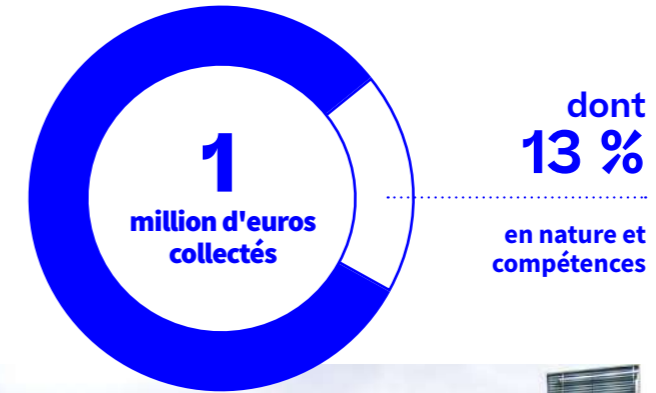 1
million d'euros
collectés
dont
13 %
en nature et
compétences